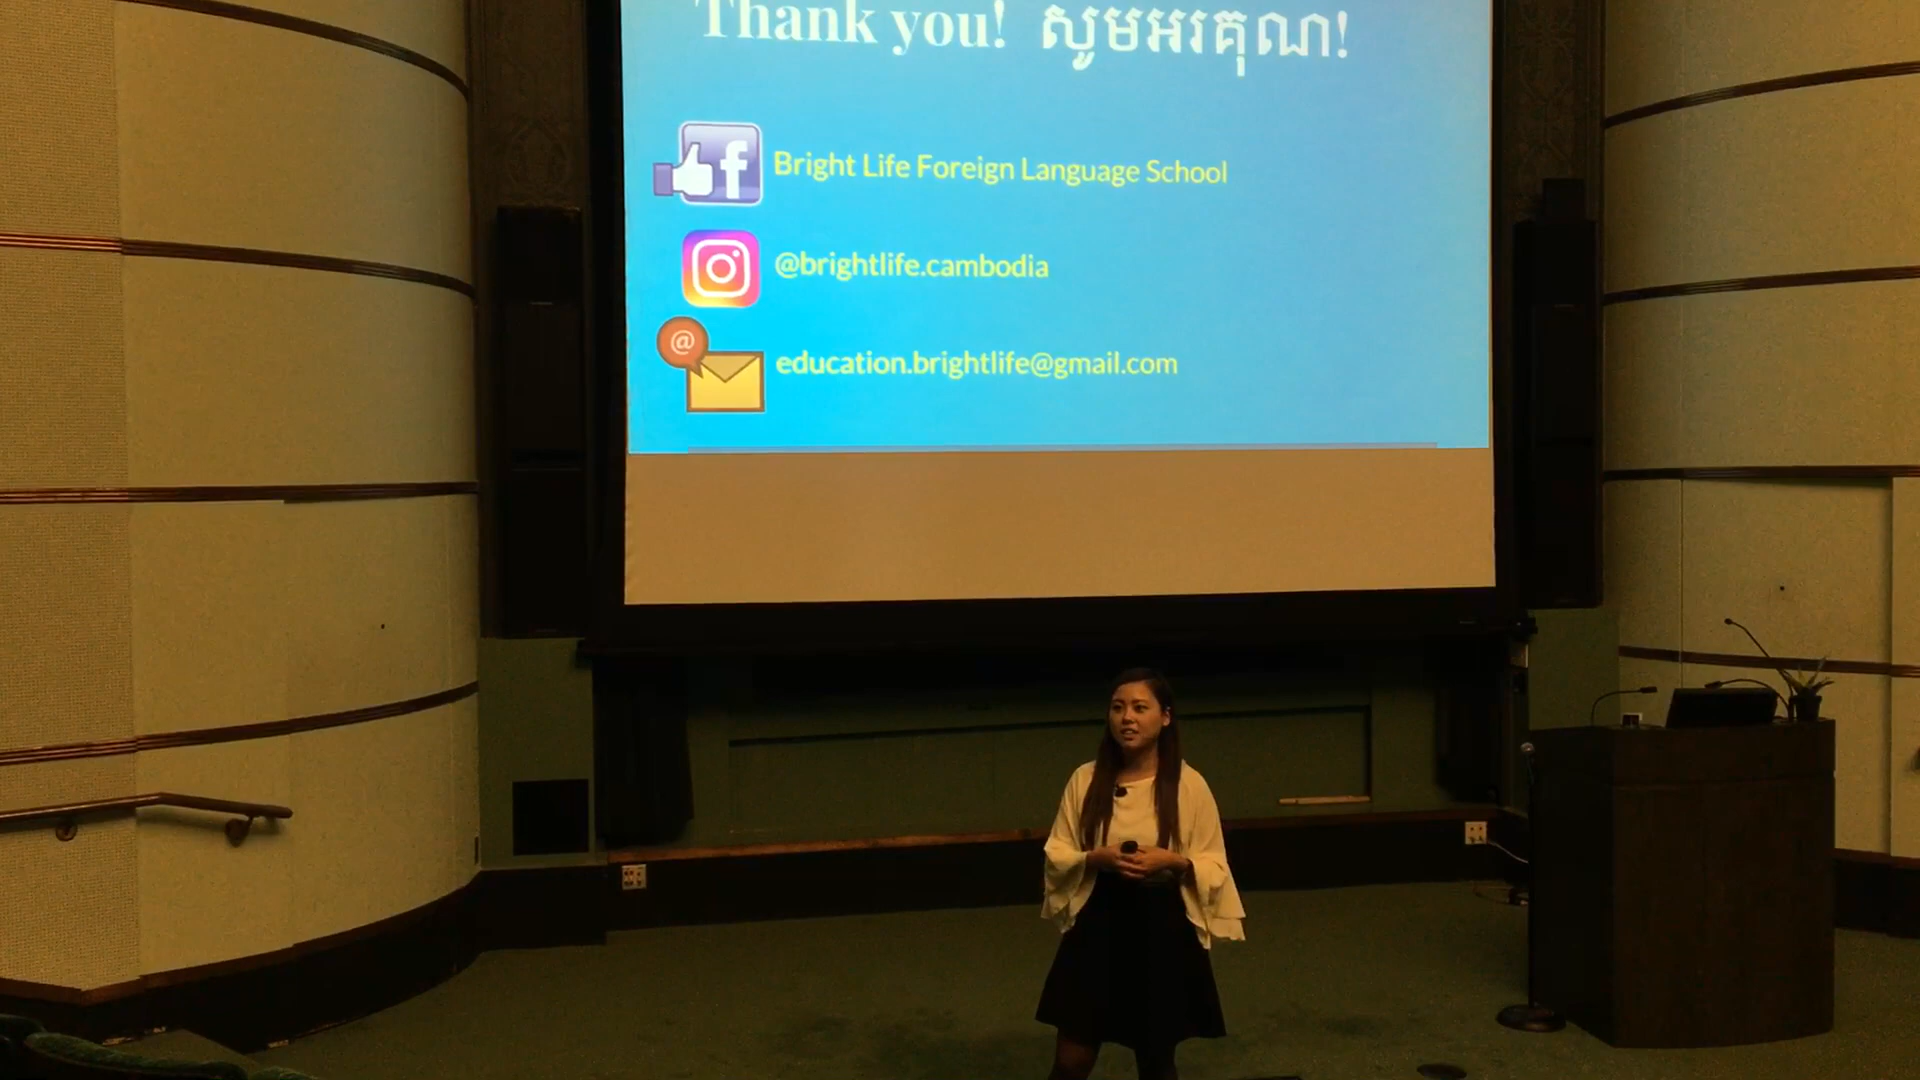 Thank you! សូមអរគុណ!
f Bright Life Foreign Language School
@brightlife.cambodia
@ education.brightlife@gmail.com